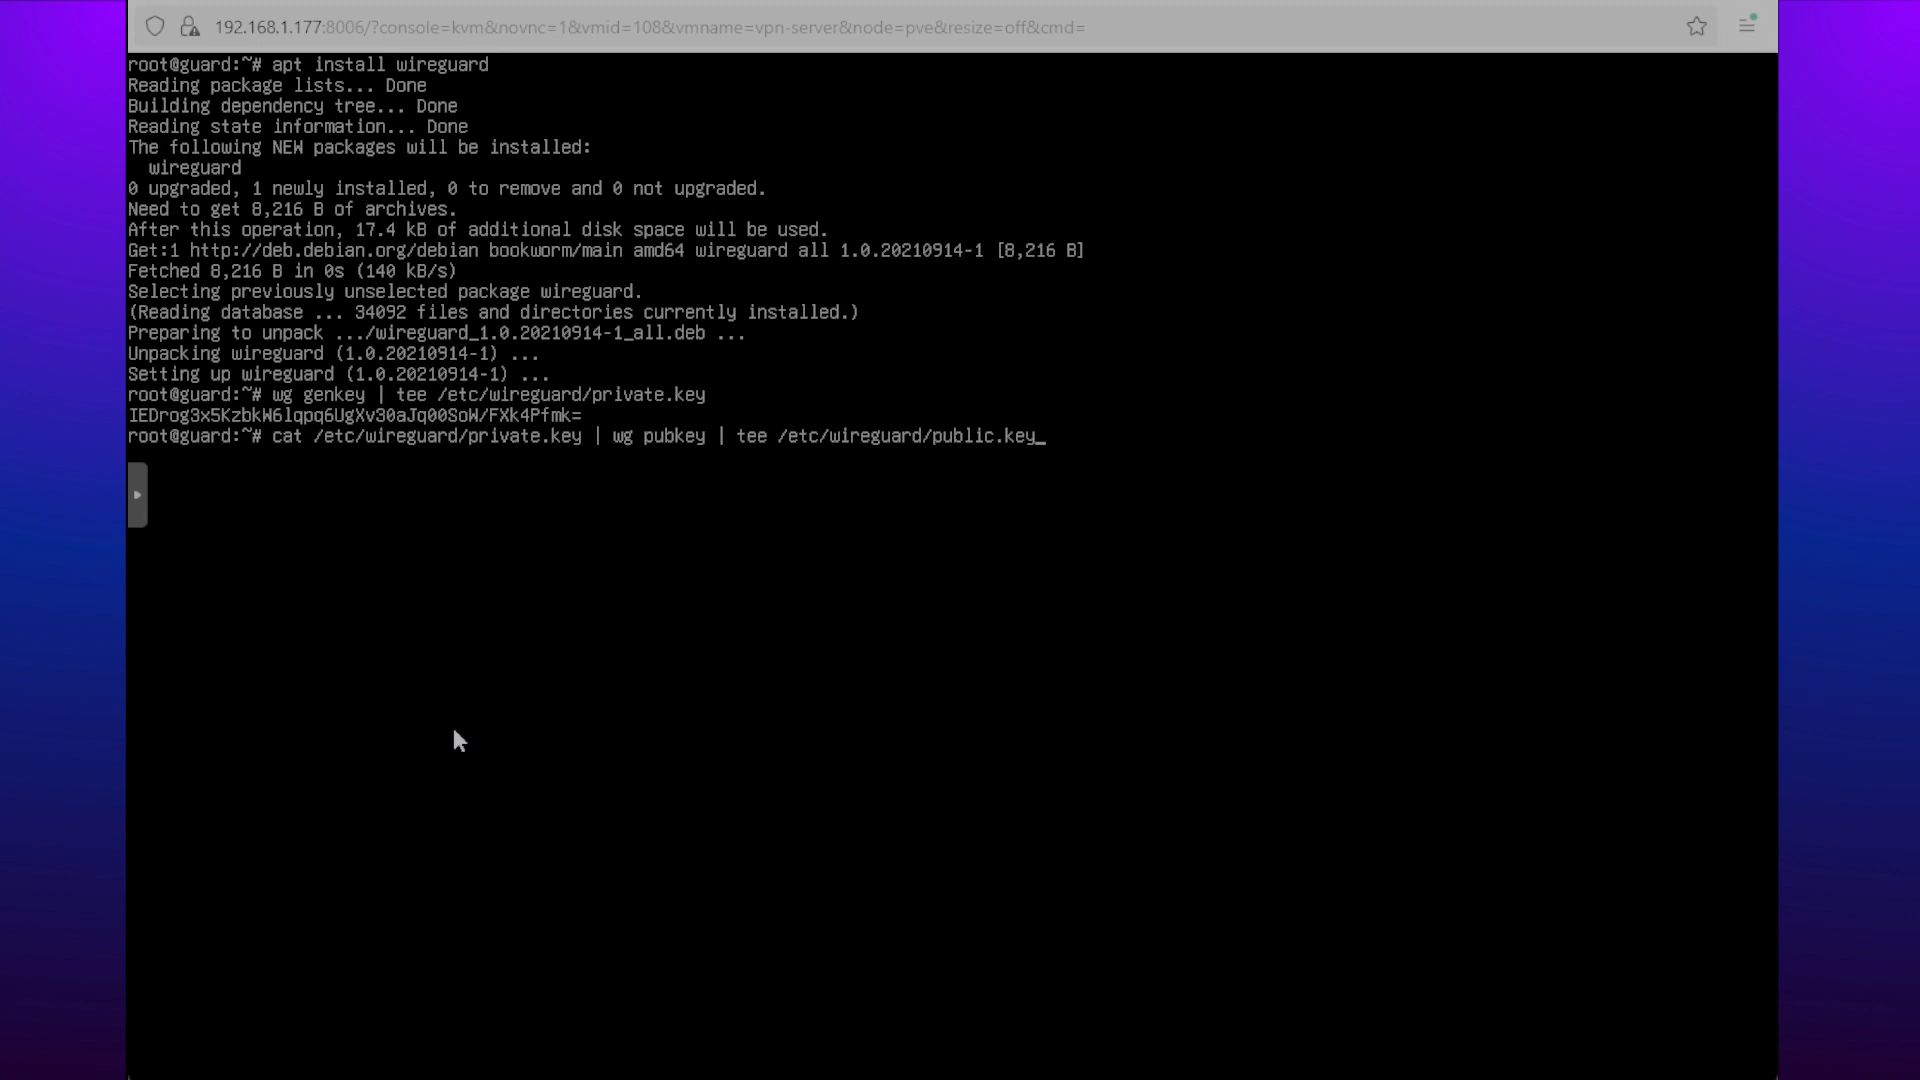 192.168.1.177:8006/?console=kvm&novnc=1&vmid=108&vmname=vpn-server&node=pve&resize=off&cmd=
root@guard:~# apt install wireguard
Reading package lists... Done
Building dependency tree... Done
Reading state information... Done
The following NEW packages will be installed:
  wireguard
0 upgraded, 1 newly installed, 0 to remove and 0 not upgraded.
Need to get 8,216 B of archives.
After this operation, 17.4 kB of additional disk space will be used.
Get:1 http://deb.debian.org/debian bookworm/main amd64 wireguard all 1.0.20210914-1 [8,216 B]
Fetched 8,216 B in 0s (140 kB/s)
Selecting previously unselected package wireguard.
(Reading database ... 34092 files and directories currently installed.)
Preparing to unpack .../wireguard_1.0.20210914-1_all.deb ...
Unpacking wireguard (1.0.20210914-1) ...
Setting up wireguard (1.0.20210914-1) ...
root@guard:~# wg genkey | tee /etc/wireguard/private.key
IEDrog3x5KzbkW6lqpq6UgXv30aJq00SoW/FXk4Pfmk=
root@guard:~# cat /etc/wireguard/private.key | wg pubkey | tee /etc/wireguard/public.key_